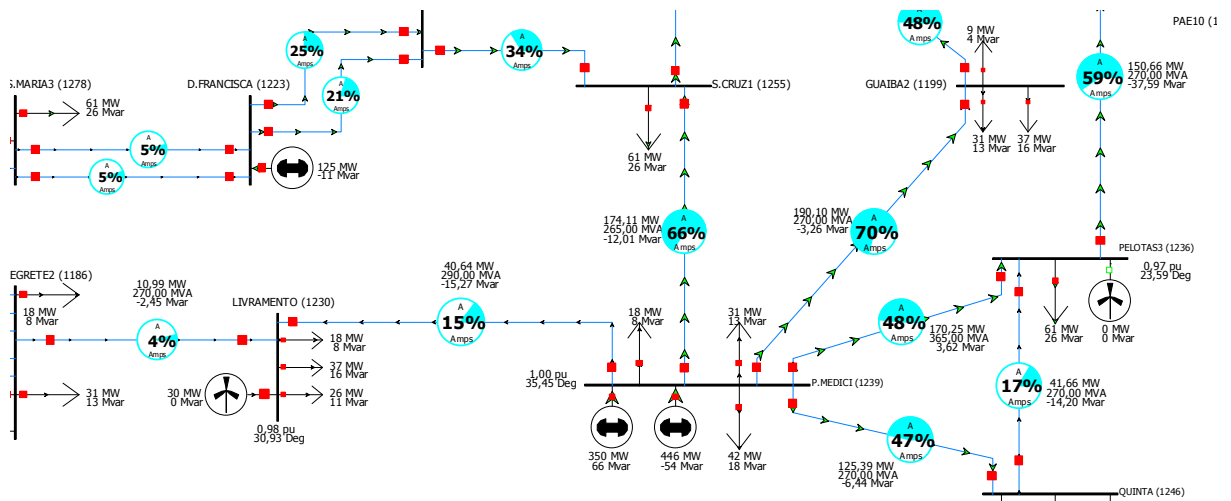 A
48%
Amps
9 MW
4 Mvar
PAE10 (1
A
25%
Amps
A
34%
Amps
A
59%
Amps
150,66 MW
270,00 MVA
-37,59 Mvar
S.MARIA3 (1278)
D.FRANCISCA (1223)
S.CRUZ1 (1255)
GUAIBA2 (1199)
61 MW
26 Mvar
A
21%
Amps
A
5%
Amps
A
5%
Amps
125 MW
-11 Mvar
61 MW
26 Mvar
31 MW
13 Mvar
37 MW
16 Mvar
174,11 MW
265,00 MVA
-12,01 Mvar
A
66%
Amps
190,10 MW
270,00 MVA
-3,26 Mvar
A
70%
Amps
PELOTAS3 (1236)
0,97 pu
23,59 Deg
EGRETE2 (1186)
10,99 MW
270,00 MVA
-2,45 Mvar
LIVRAMENTO (1230)
40,64 MW
290,00 MVA
-15,27 Mvar
18 MW
8 Mvar
A
4%
Amps
A
15%
Amps
18 MW
8 Mvar
31 MW
13 Mvar
A
48%
Amps
170,25 MW
365,00 MVA
3,62 Mvar
61 MW
26 Mvar
0 MW
0 Mvar
18 MW
8 Mvar
37 MW
16 Mvar
1,00 pu
35,45 Deg
P.MEDICI (1239)
A
17%
Amps
41,66 MW
270,00 MVA
-14,20 Mvar
31 MW
13 Mvar
30 MW
0 Mvar
26 MW
11 Mvar
0,98 pu
30,93 Deg
350 MW
66 Mvar
446 MW
-54 Mvar
42 MW
18 Mvar
A
47%
Amps
125,39 MW
270,00 MVA
-6,44 Mvar
QUINTA (1246)